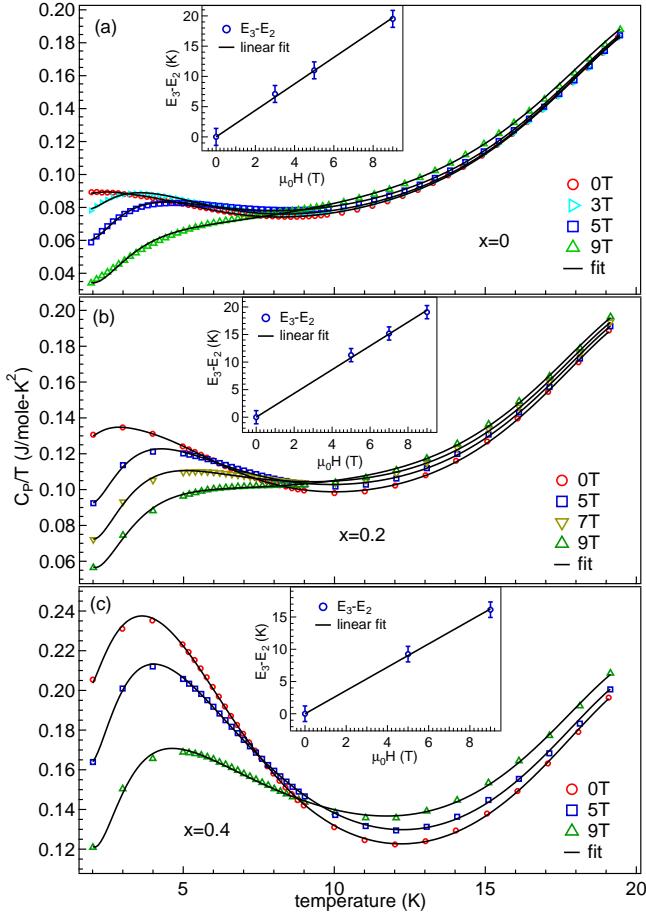 (a)
E3-E2
linear fit
E3-E2 (K)
20
15
10
5
0
0 2 4 6 8
μ0H (T)
0.20
0.18
0.16
0.14
0.12
0.10
0.08
0.06
0.04
0T
3T
5T
9T
fit
x=0
(b)
E3-E2
linear fit
E3-E2 (K)
20
15
10
5
0
0 2 4 6 8
μ0H (T)
0.20
0.18
0.16
0.14
0.12
0.10
0.08
0.06
CP/T (J/mole-K2)
0T
5T
7T
9T
fit
x=0.2
(c)
E3-E2
linear fit
E3-E2 (K)
15
10
5
0
0 2 4 6 8
μ0H (T)
0.24
0.22
0.20
0.18
0.16
0.14
0.12
0T
5T
9T
fit
x=0.4
5 10 15 20
temperature (K)